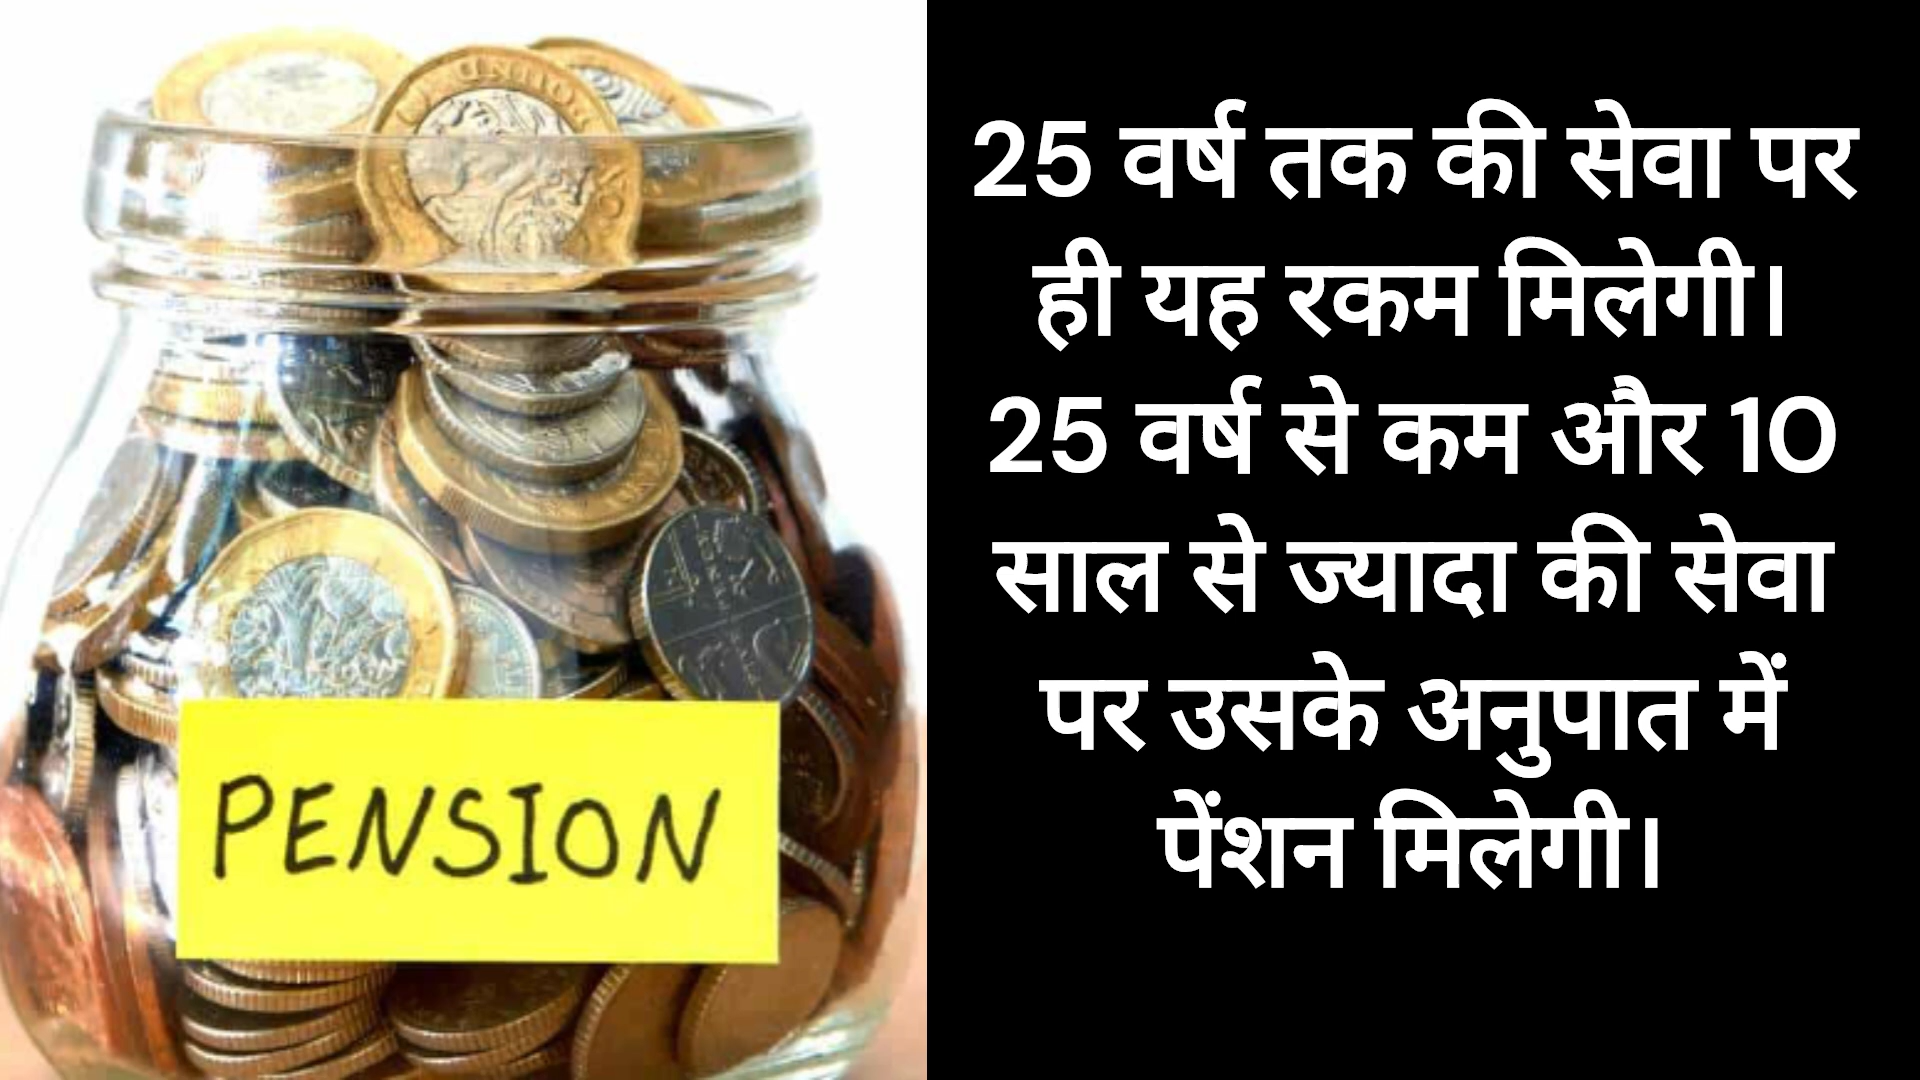 PENSION
25 वर्ष तक की सेवा पर
ही यह रकम मिलेगी।
25 वर्ष से कम और 10
साल से ज्यादा की सेवा
पर उसके अनुपात में
पेंशन मिलेगी।